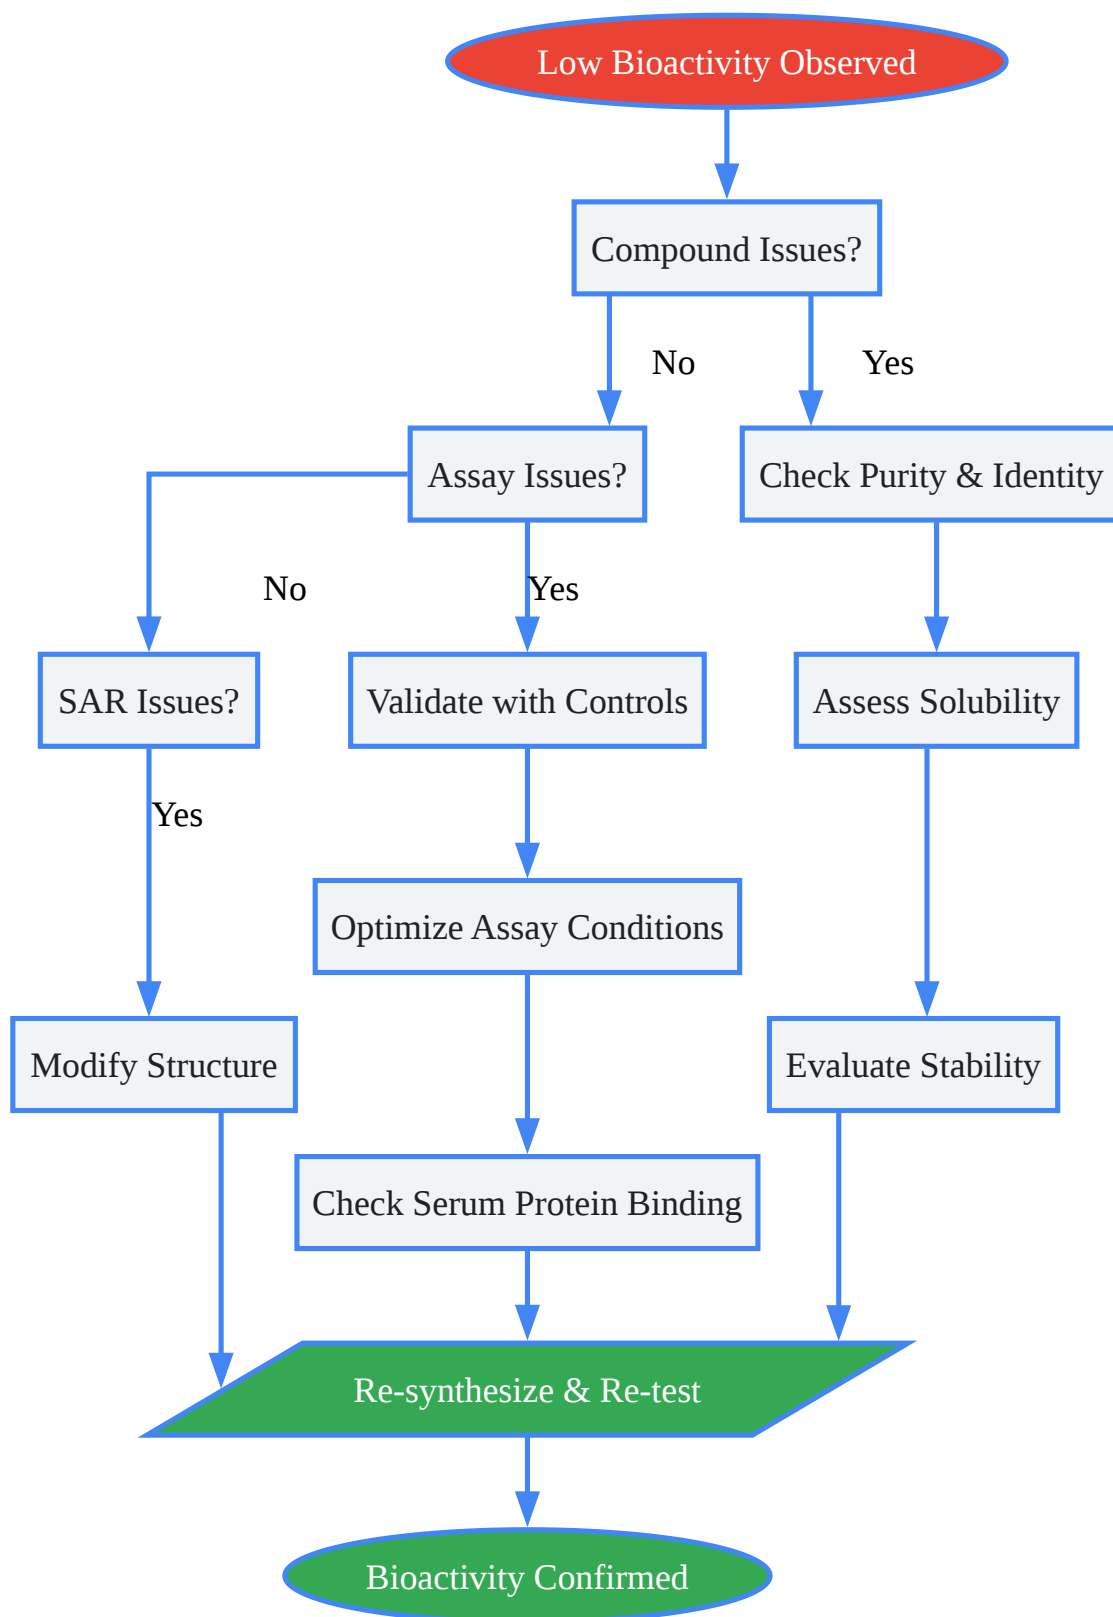 Low Bioactivity Observed
Compound Issues?
No
Yes
Assay Issues?
Check Purity & Identity
No
Yes
SAR Issues?
Validate with Controls
Assess Solubility
Yes
Optimize Assay Conditions
Modify Structure
Evaluate Stability
Check Serum Protein Binding
Re-synthesize & Re-test
Bioactivity Confirmed